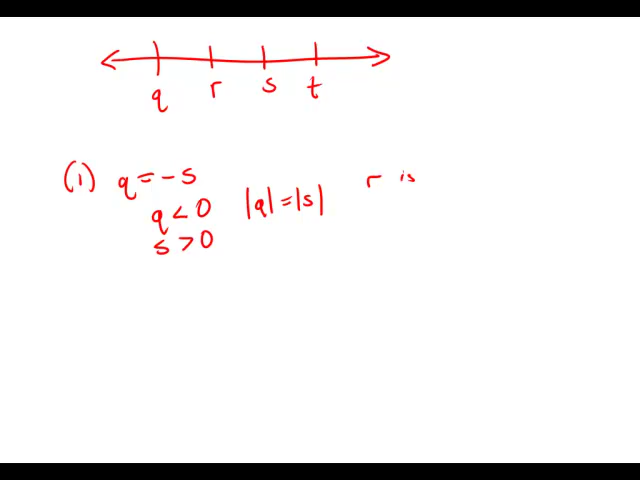 q r s t
(1) q = -s r is
q < 0 |q| = |s|
s > 0